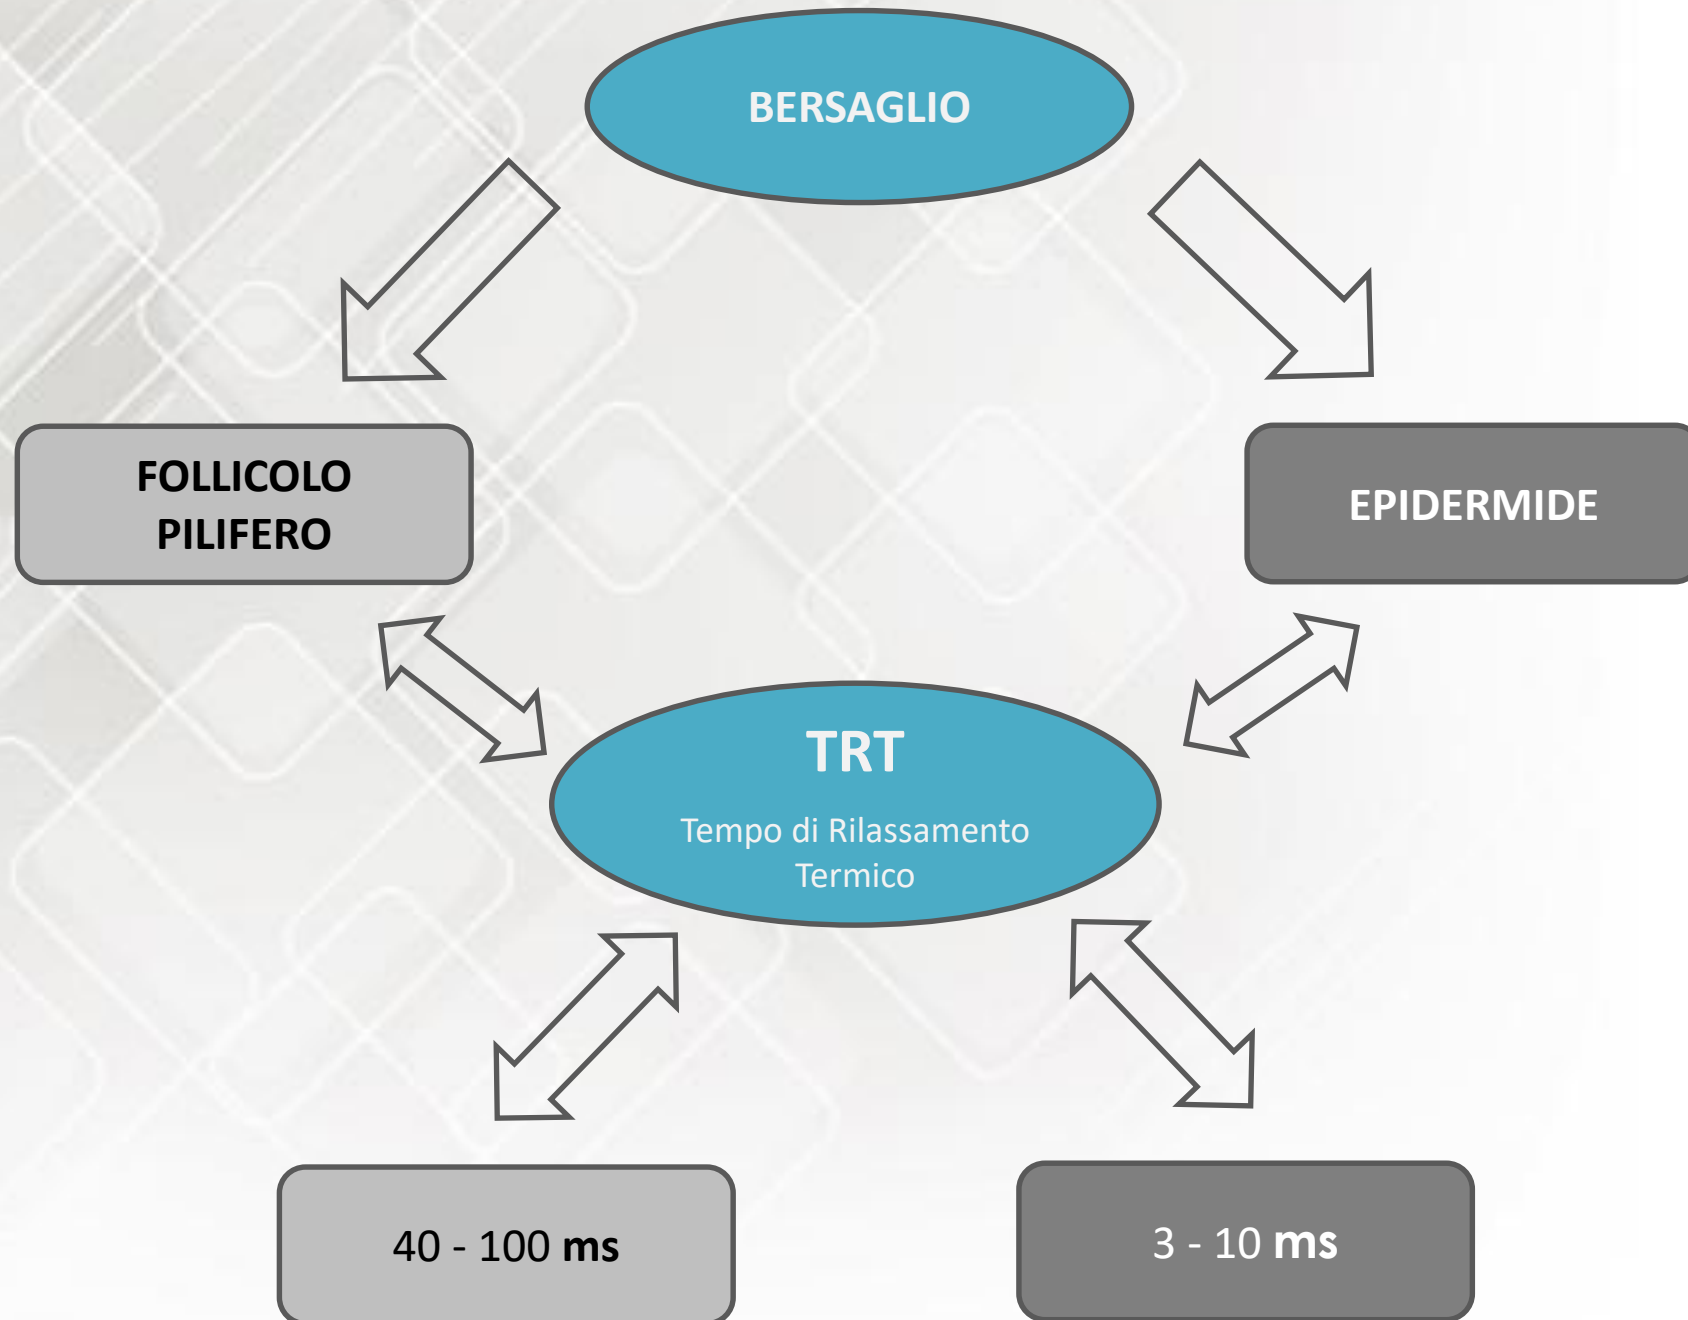 BERSAGLIO
FOLLICOLO
PILIFERO
EPIDERMIDE
TRT
Tempo di Rilassamento
Termico
40 - 100 ms
3 - 10 ms